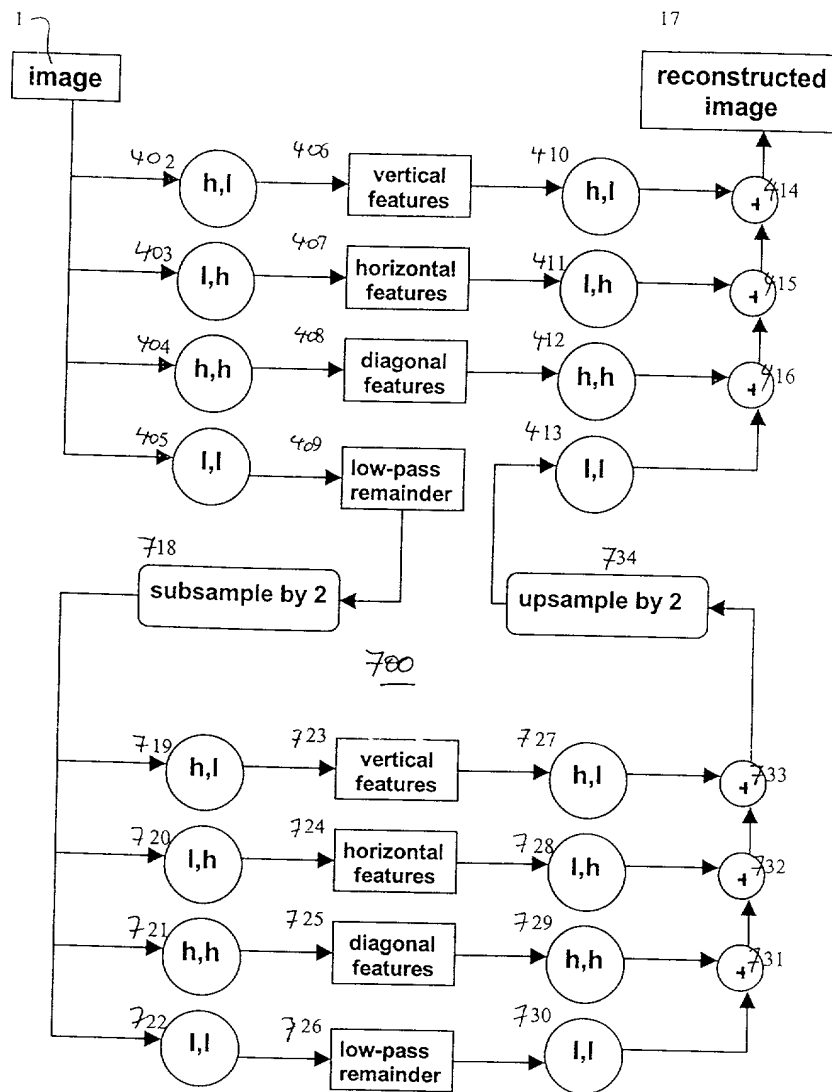 1 17
image reconstructed
image
402 406 410
h,l vertical
features h,l + 414
403 407 411
l,h horizontal
features l,h + 415
404 408 412
h,h diagonal
features h,h + 416
405 409 413
l,l low-pass
remainder l,l
718 734
subsample by 2 upsample by 2
700
719 723 727
h,l vertical
features h,l + 733
720 724 728
l,h horizontal
features l,h + 732
721 725 729
h,h diagonal
features h,h + 731
722 726 730
l,l low-pass
remainder l,l